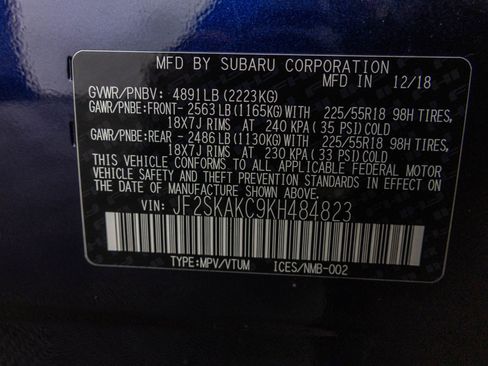 MFD BY SUBARU CORPORATION
12/18
GVWR/PNBV: 4891 LB (2223KG)
GAWR/PNBE: FRONT- 2563 LB (1165KG) WITH 225/55R18 98H TIRES,
18X7J RIMS AT 240 KPA ( 35 PSI) COLD
GAWR/PNBE: REAR - 2486 LB (1130KG) WITH 225/55R18 98H TIRES,
18X7J RIMS AT 230 KPA ( 33 PSI) COLD
THIS VEHICLE CONFORMS TO ALL APPLICABLE FEDERAL MOTOR
VEHICLE SAFETY AND THEFT PREVENTION STANDARDS IN EFFECT
ON THE DATE OF MANUFACTURE SHOWN ABOVE.
VIN: JF2SKAKC9KH484823
TYPE: MPV/VTUM ICES/NMB-002